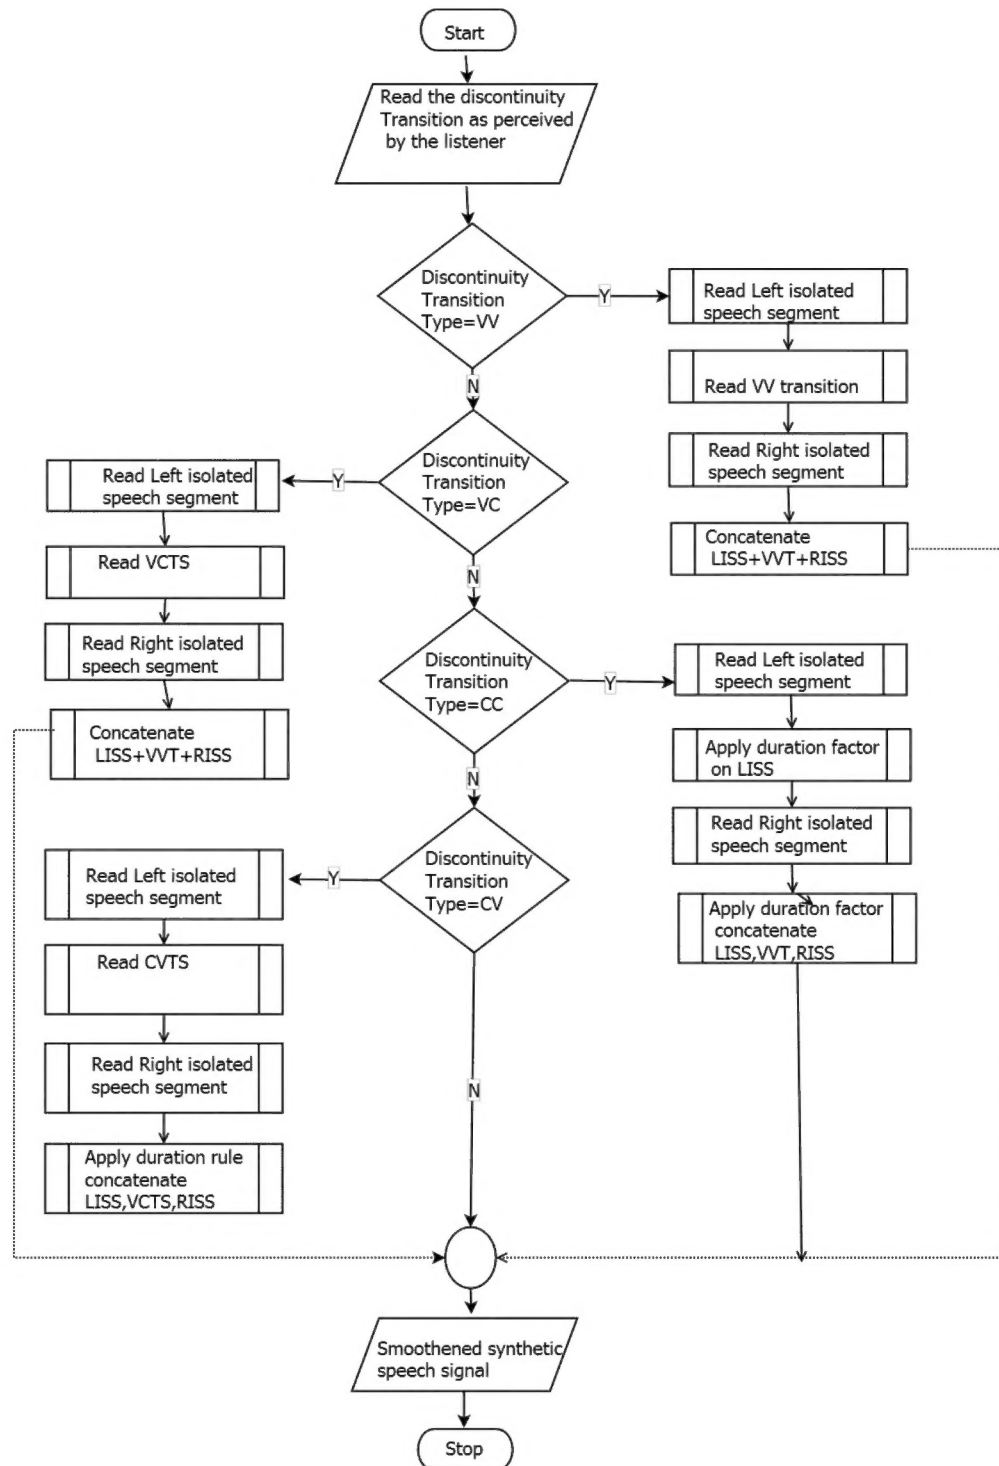 Start
Read the discontinuity
Transition as perceived
by the listener
Discontinuity
Transition
Type=VV
Y
Read Left isolated
speech segment
Read VV transition
Read Right isolated
speech segment
Concatenate
LISS+VVT+RISS
N
Discontinuity
Transition
Type=VC
Y
Read Left isolated
speech segment
Read VCTS
Read Right isolated
speech segment
Concatenate
LISS+VVT+RISS
N
Discontinuity
Transition
Type=CC
Y
Read Left isolated
speech segment
Apply duration factor
on LISS
Read Right isolated
speech segment
Apply duration factor
concatenate
LISS,VVT,RISS
N
Discontinuity
Transition
Type=CV
Y
Read Left isolated
speech segment
Read CVTS
Read Right isolated
speech segment
Apply duration rule
concatenate
LISS,VCTS,RISS
N
Smoothened synthetic
speech signal
Stop